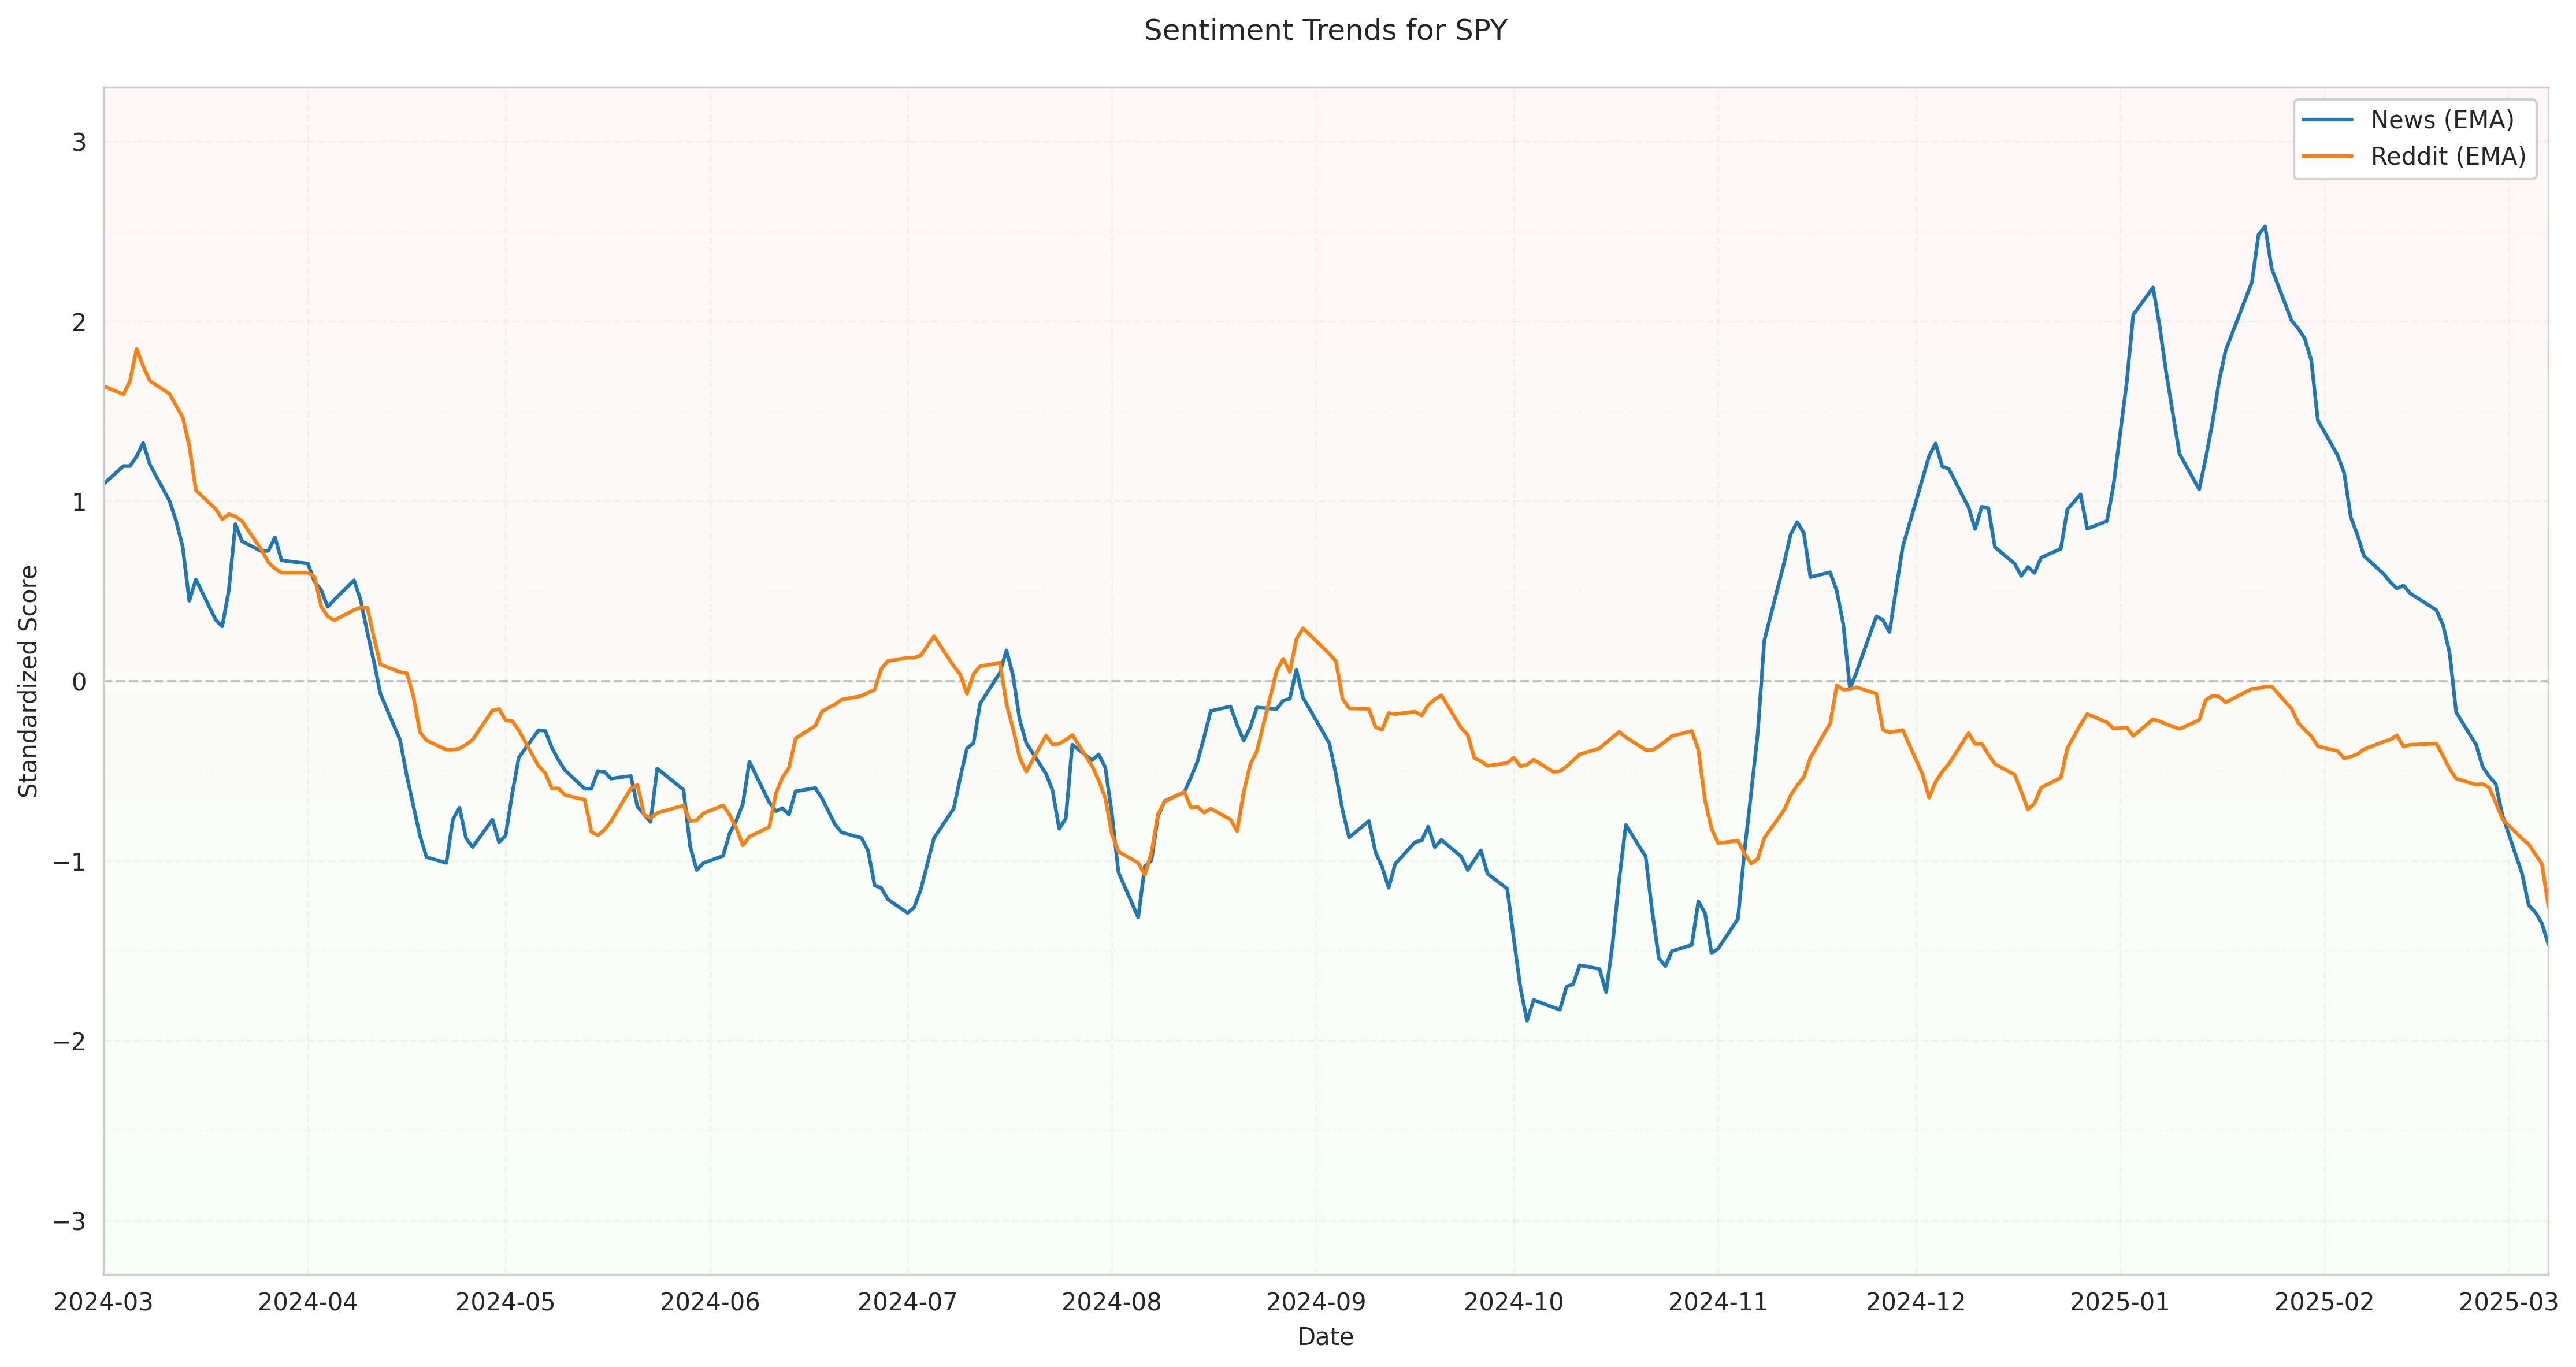 Sentiment Trends for SPY
News (EMA)
Reddit (EMA)
Standardized Score
3
2
1
0
−1
−2
−3
2024-03 2024-04 2024-05 2024-06 2024-07 2024-08 2024-09 2024-10 2024-11 2024-12 2025-01 2025-02 2025-03
Date